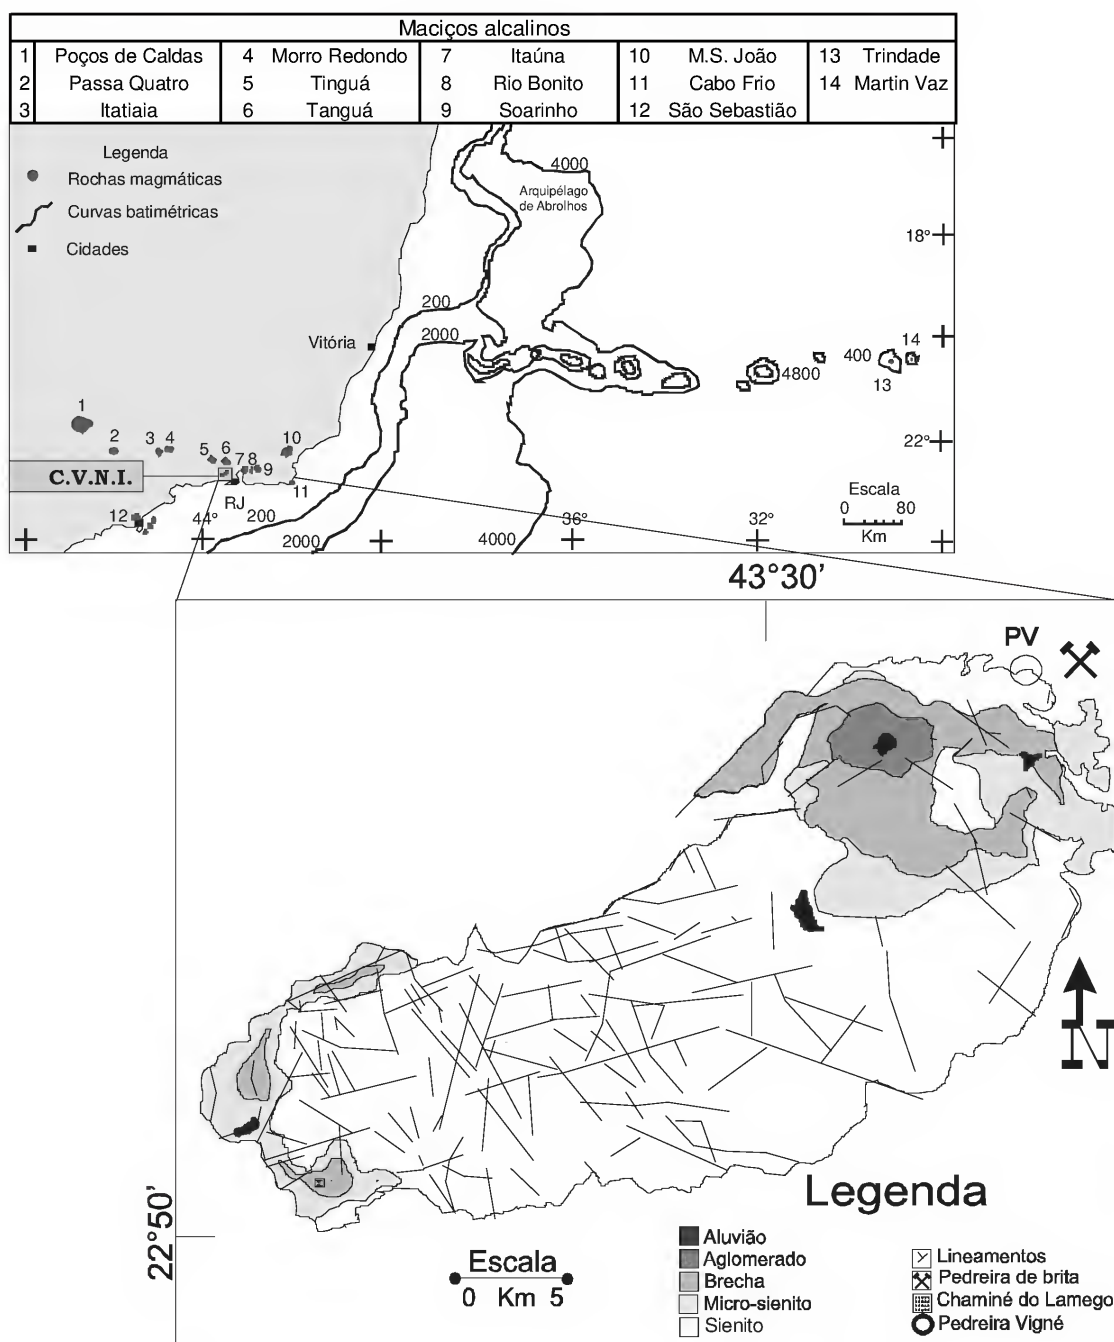 Maciços alcalinos
1 Poços de Caldas 4 Morro Redondo 7 Itaúna 10 M.S. João 13 Trindade
2 Passa Quatro 5 Tinguá 8 Rio Bonito 11 Cabo Frio 14 Martin Vaz
3 Itatiaia 6 Tanguá 9 Soarinho 12 São Sebastião
Legenda
Rochas magmáticas
Curvas batimétricas
Cidades
4000
Arquipélago
de Abrolhos
18°
200
2000
Vitória
14
400
4800
13
1
2
3 4
5 6 7 8 9
10
22°
C.V.N.I.
RJ
11
12
44°
200
2000
4000
36°
32°
Escala
0 80
Km
43°30'
PV
N
22°50'
Legenda
Escala
0 Km 5
Aluvião
Aglomerado
Brecha
Micro-sienito
Sienito
Lineamentos
Pedreira de brita
Chaminé do Lamego
Pedreira Vigné